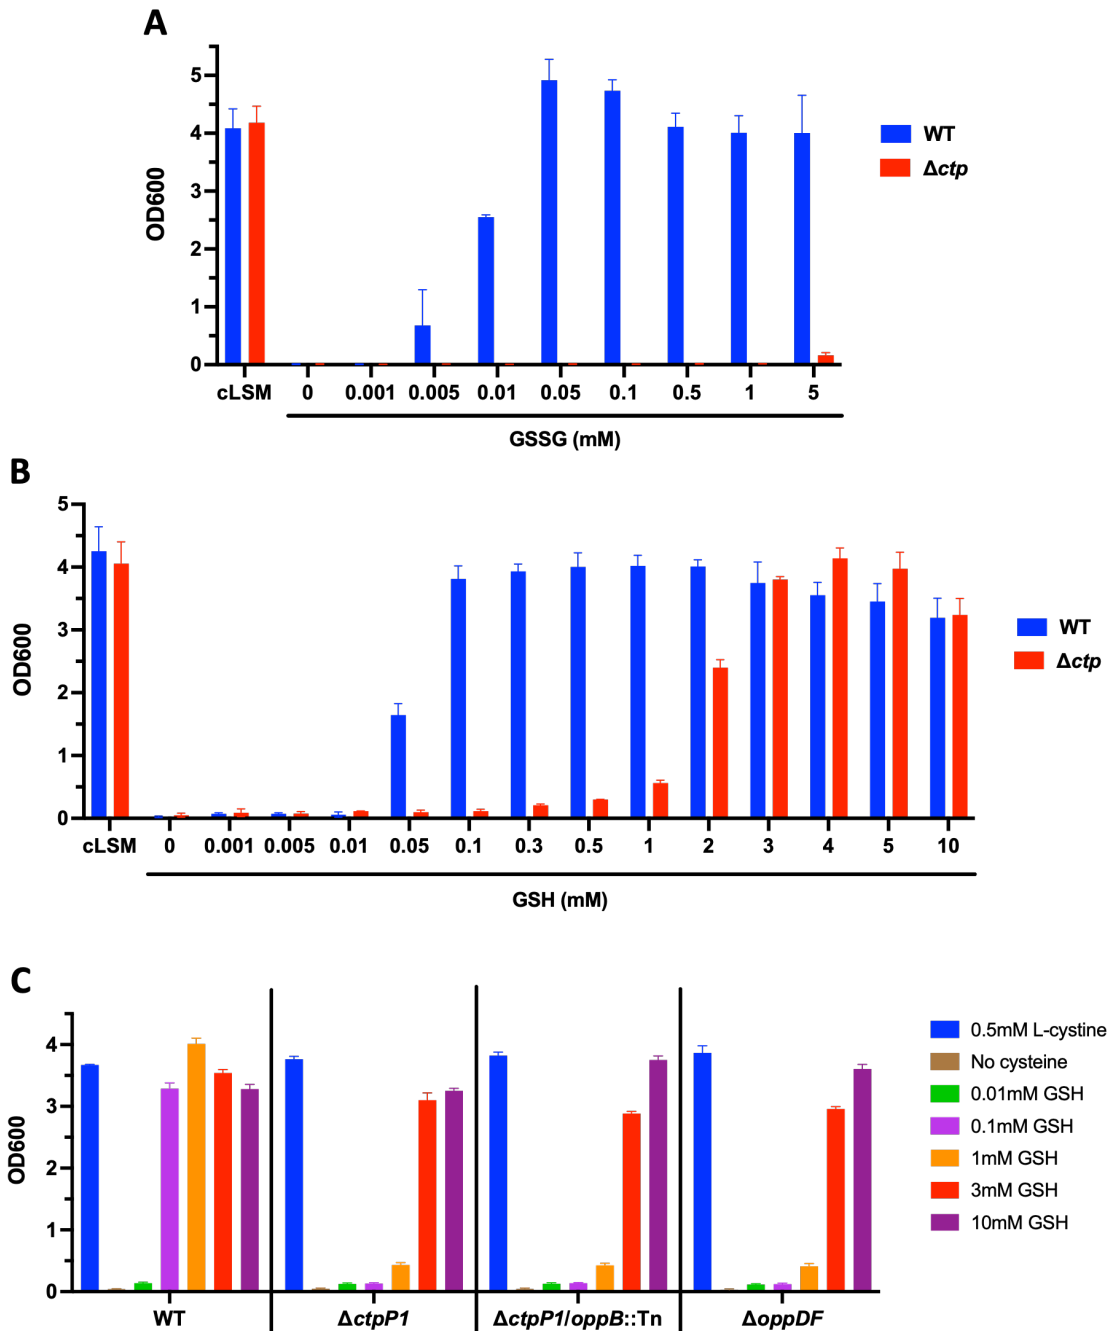 A
OD600
5
4
3
2
1
0
cLSM 0 0.001 0.005 0.01 0.05 0.1 0.5 1 5
GSSG (mM)
WT
Δctp
B
OD600
5
4
3
2
1
0
cLSM 0 0.001 0.005 0.01 0.05 0.1 0.3 0.5 1 2 3 4 5 10
GSH (mM)
WT
Δctp
C
OD600
4
3
2
1
0
WT ΔctpP1 ΔctpP1/oppB::Tn ΔoppDF
0.5mM L-cystine
No cysteine
0.01mM GSH
0.1mM GSH
1mM GSH
3mM GSH
10mM GSH